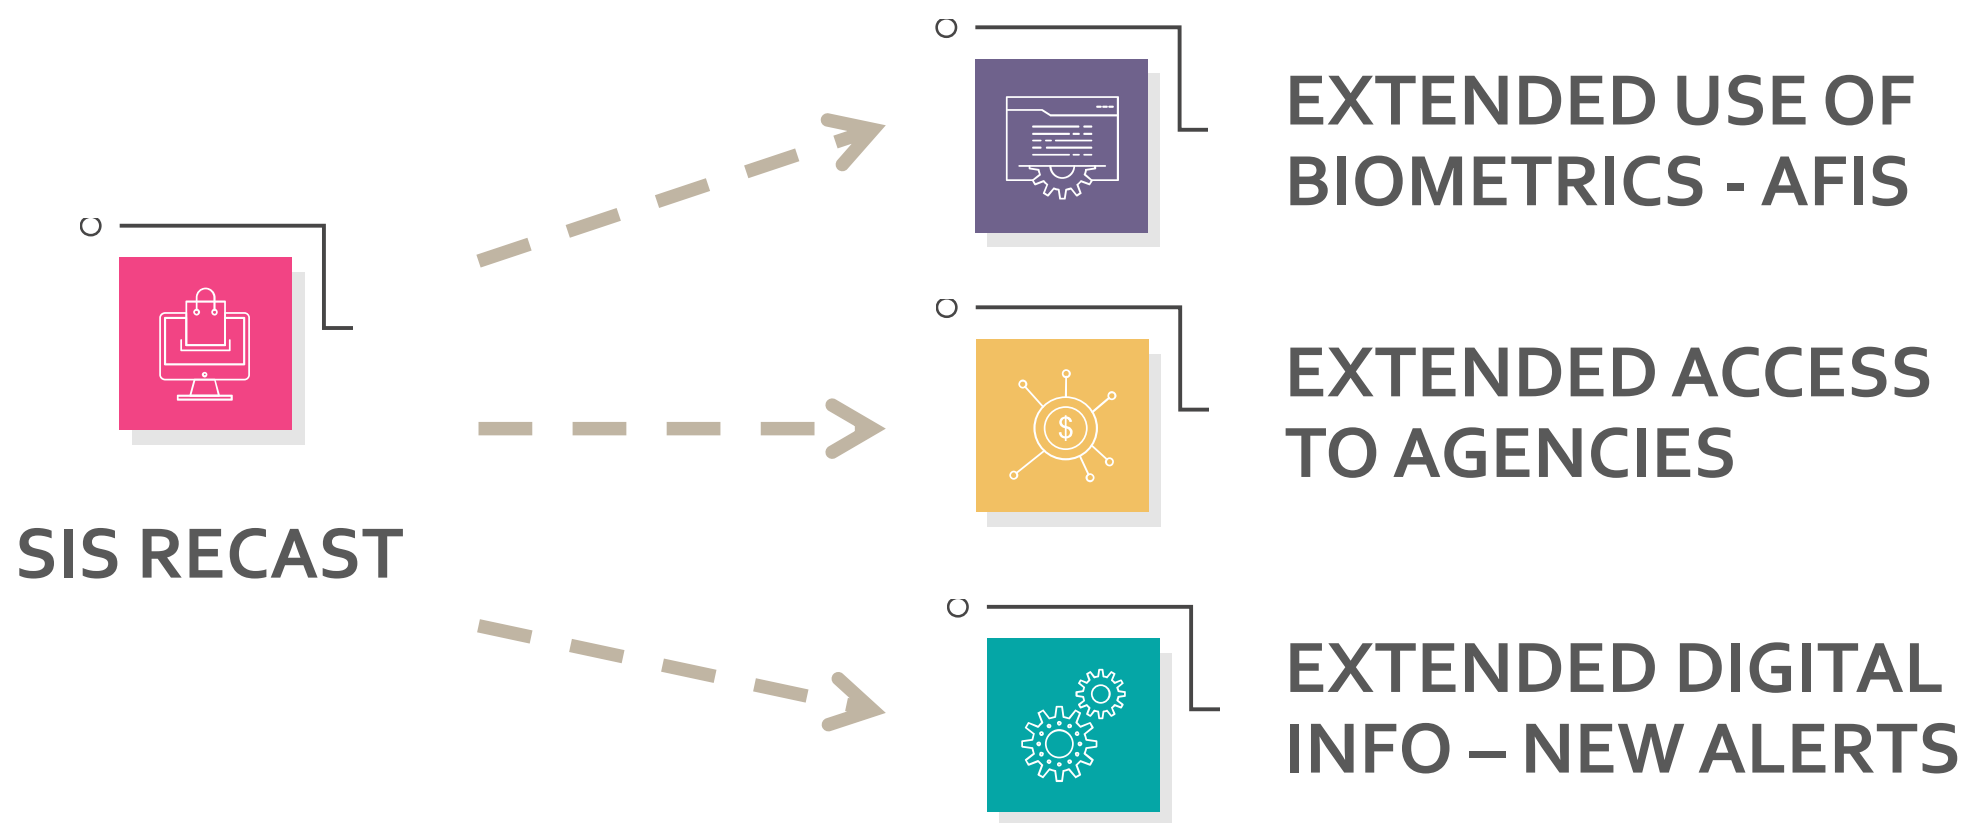 EXTENDED USE OF
BIOMETRICS - AFIS
SIS RECAST
$
EXTENDED ACCESS
TO AGENCIES
EXTENDED DIGITAL
INFO – NEW ALERTS